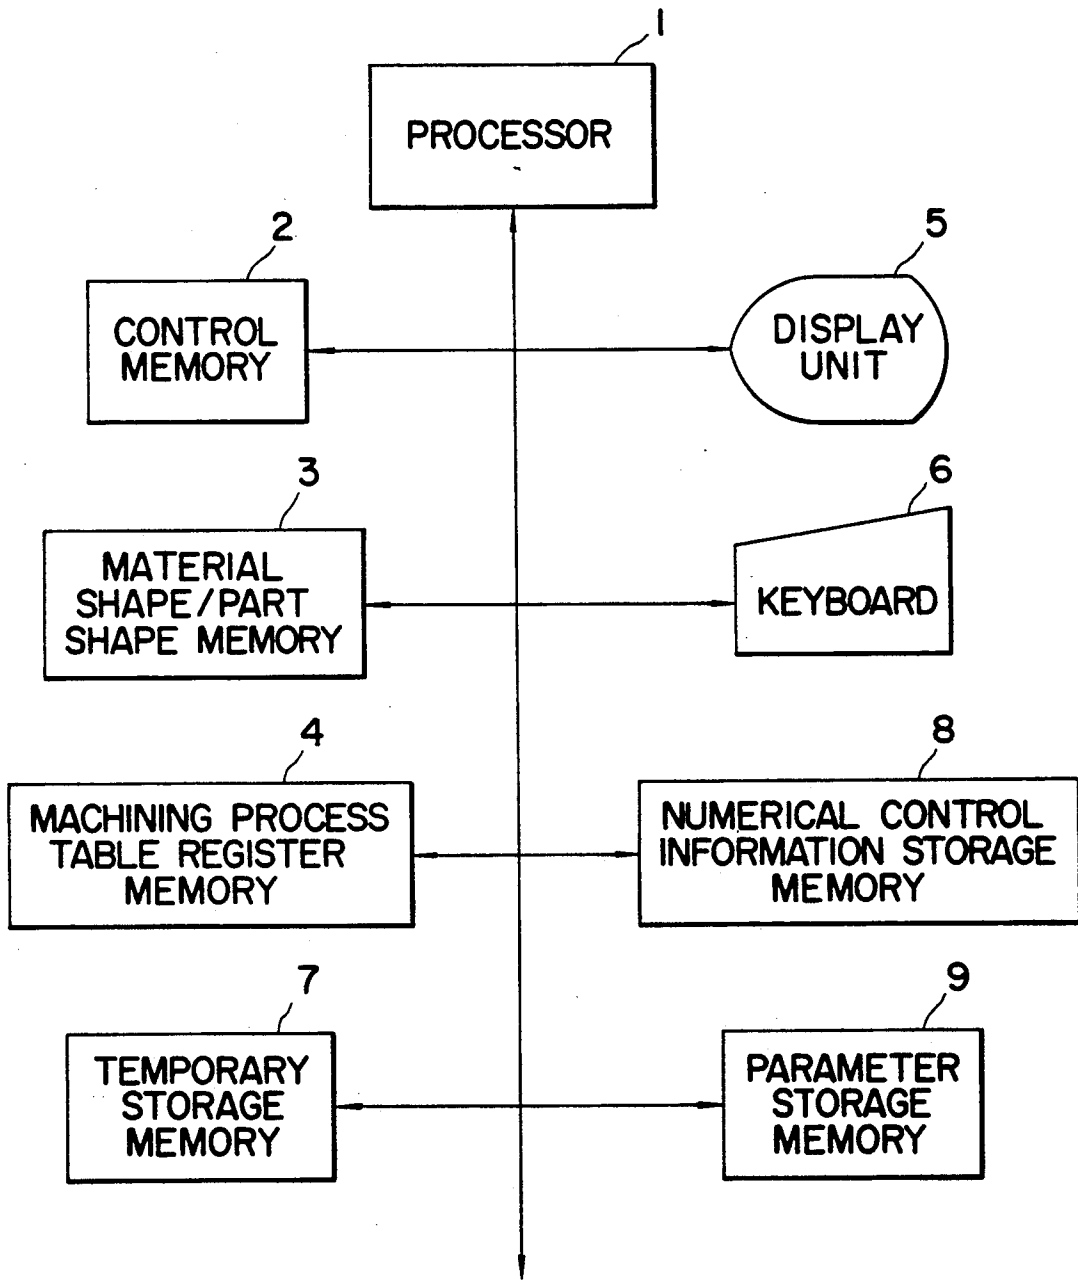 1
PROCESSOR
2
CONTROL
MEMORY
5
DISPLAY
UNIT
3
MATERIAL
SHAPE/PART
SHAPE MEMORY
6
KEYBOARD
4
MACHINING PROCESS
TABLE REGISTER
MEMORY
8
NUMERICAL CONTROL
INFORMATION STORAGE
MEMORY
7
TEMPORARY
STORAGE
MEMORY
9
PARAMETER
STORAGE
MEMORY